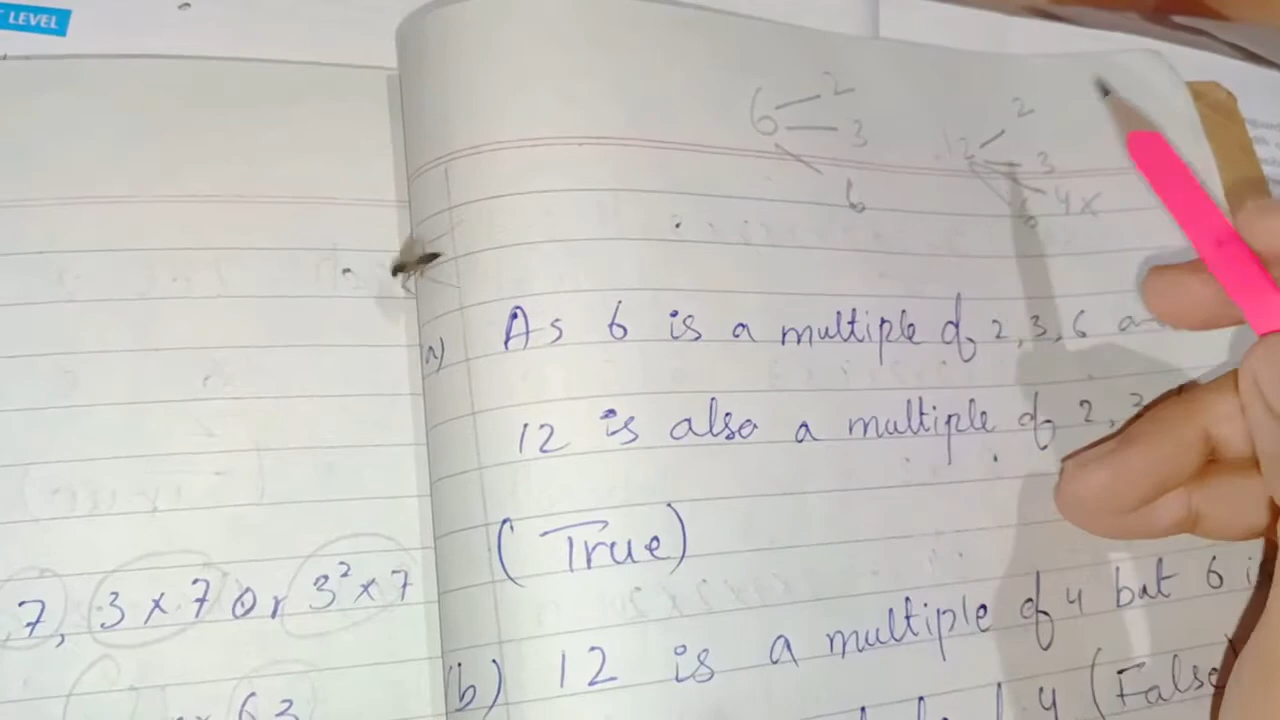 LEVEL
6 2
3
6
12 2
3
4x
6
a) As 6 is a multiple of 2, 3, 6
12 is also a multiple of 2,
(True)
7, 3 x 7 or 3² x 7
(b) 12 is a multiple of 4 but 6
63
4 (False)